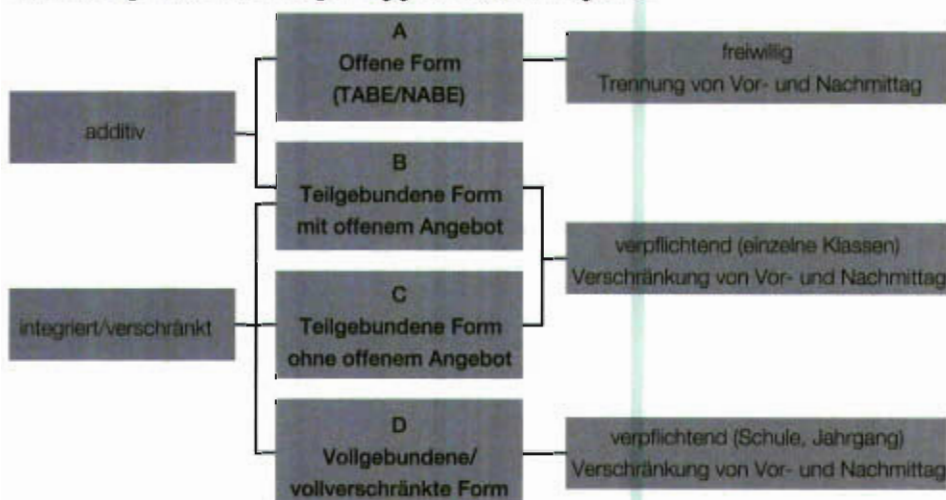 A
Offene Form
(TABE/NABE)
freiwillig
Trennung von Vor- und Nachmittag
additiv
B
Teilgebundene Form
mit offenem Angebot
verpflichtend (einzelne Klassen)
Verschränkung von Vor- und Nachmittag
integriert/verschränkt
C
Teilgebundene Form
ohne offenem Angebot
D
Vollgebundene/
vollverschränkte Form
verpflichtend (Schule, Jahrgang)
Verschränkung von Vor- und Nachmittag